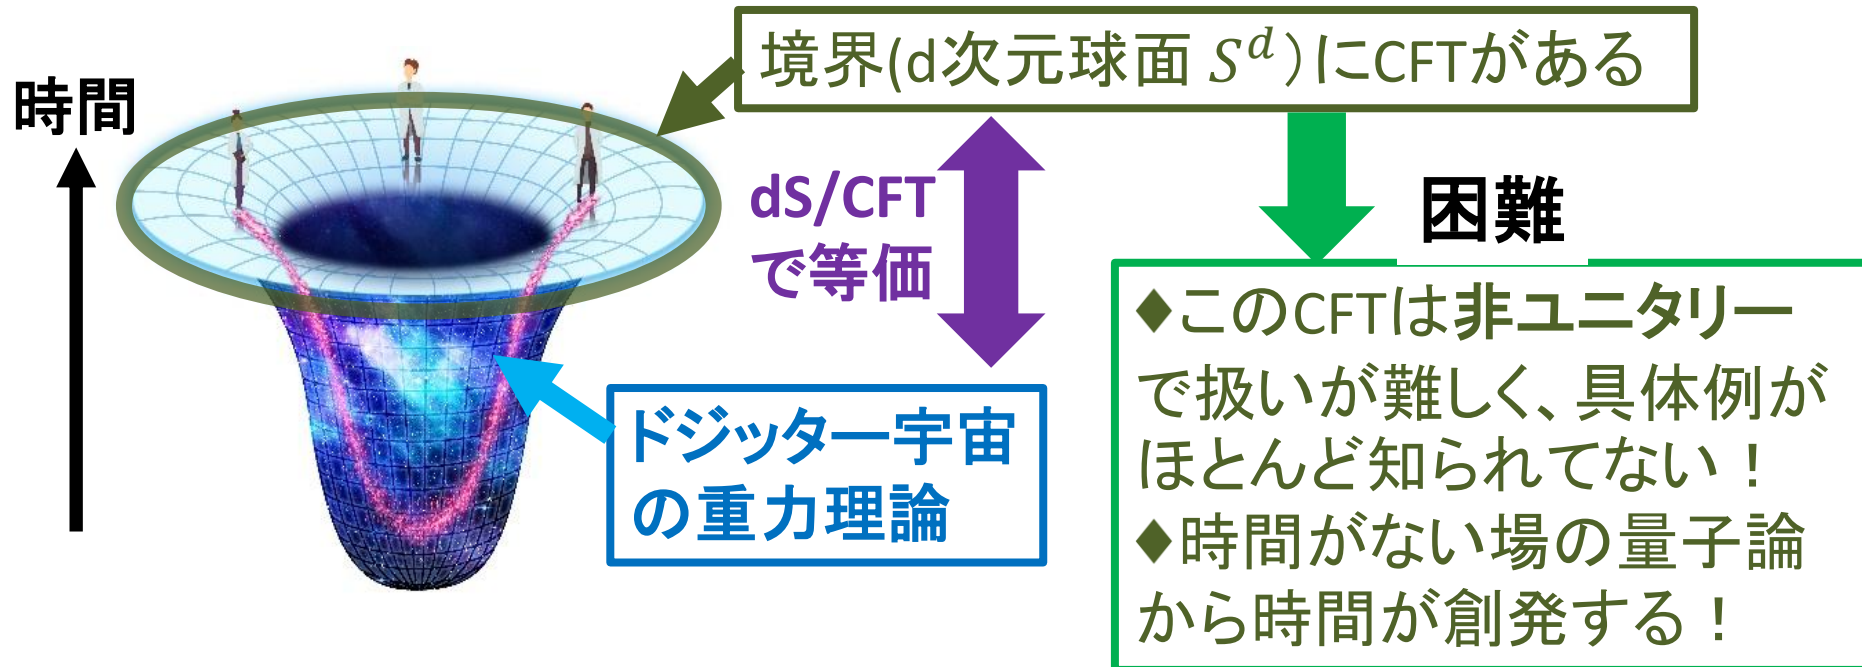 境界(d次元球面 𝑆^𝑑)にCFTがある
時間
dS/CFT
で等価
困難
ドジッター宇宙
の重力理論
♦このCFTは非ユニタリー
で扱いが難しく、具体例が
ほとんど知られてない！
♦時間がない場の量子論
から時間が創発する！